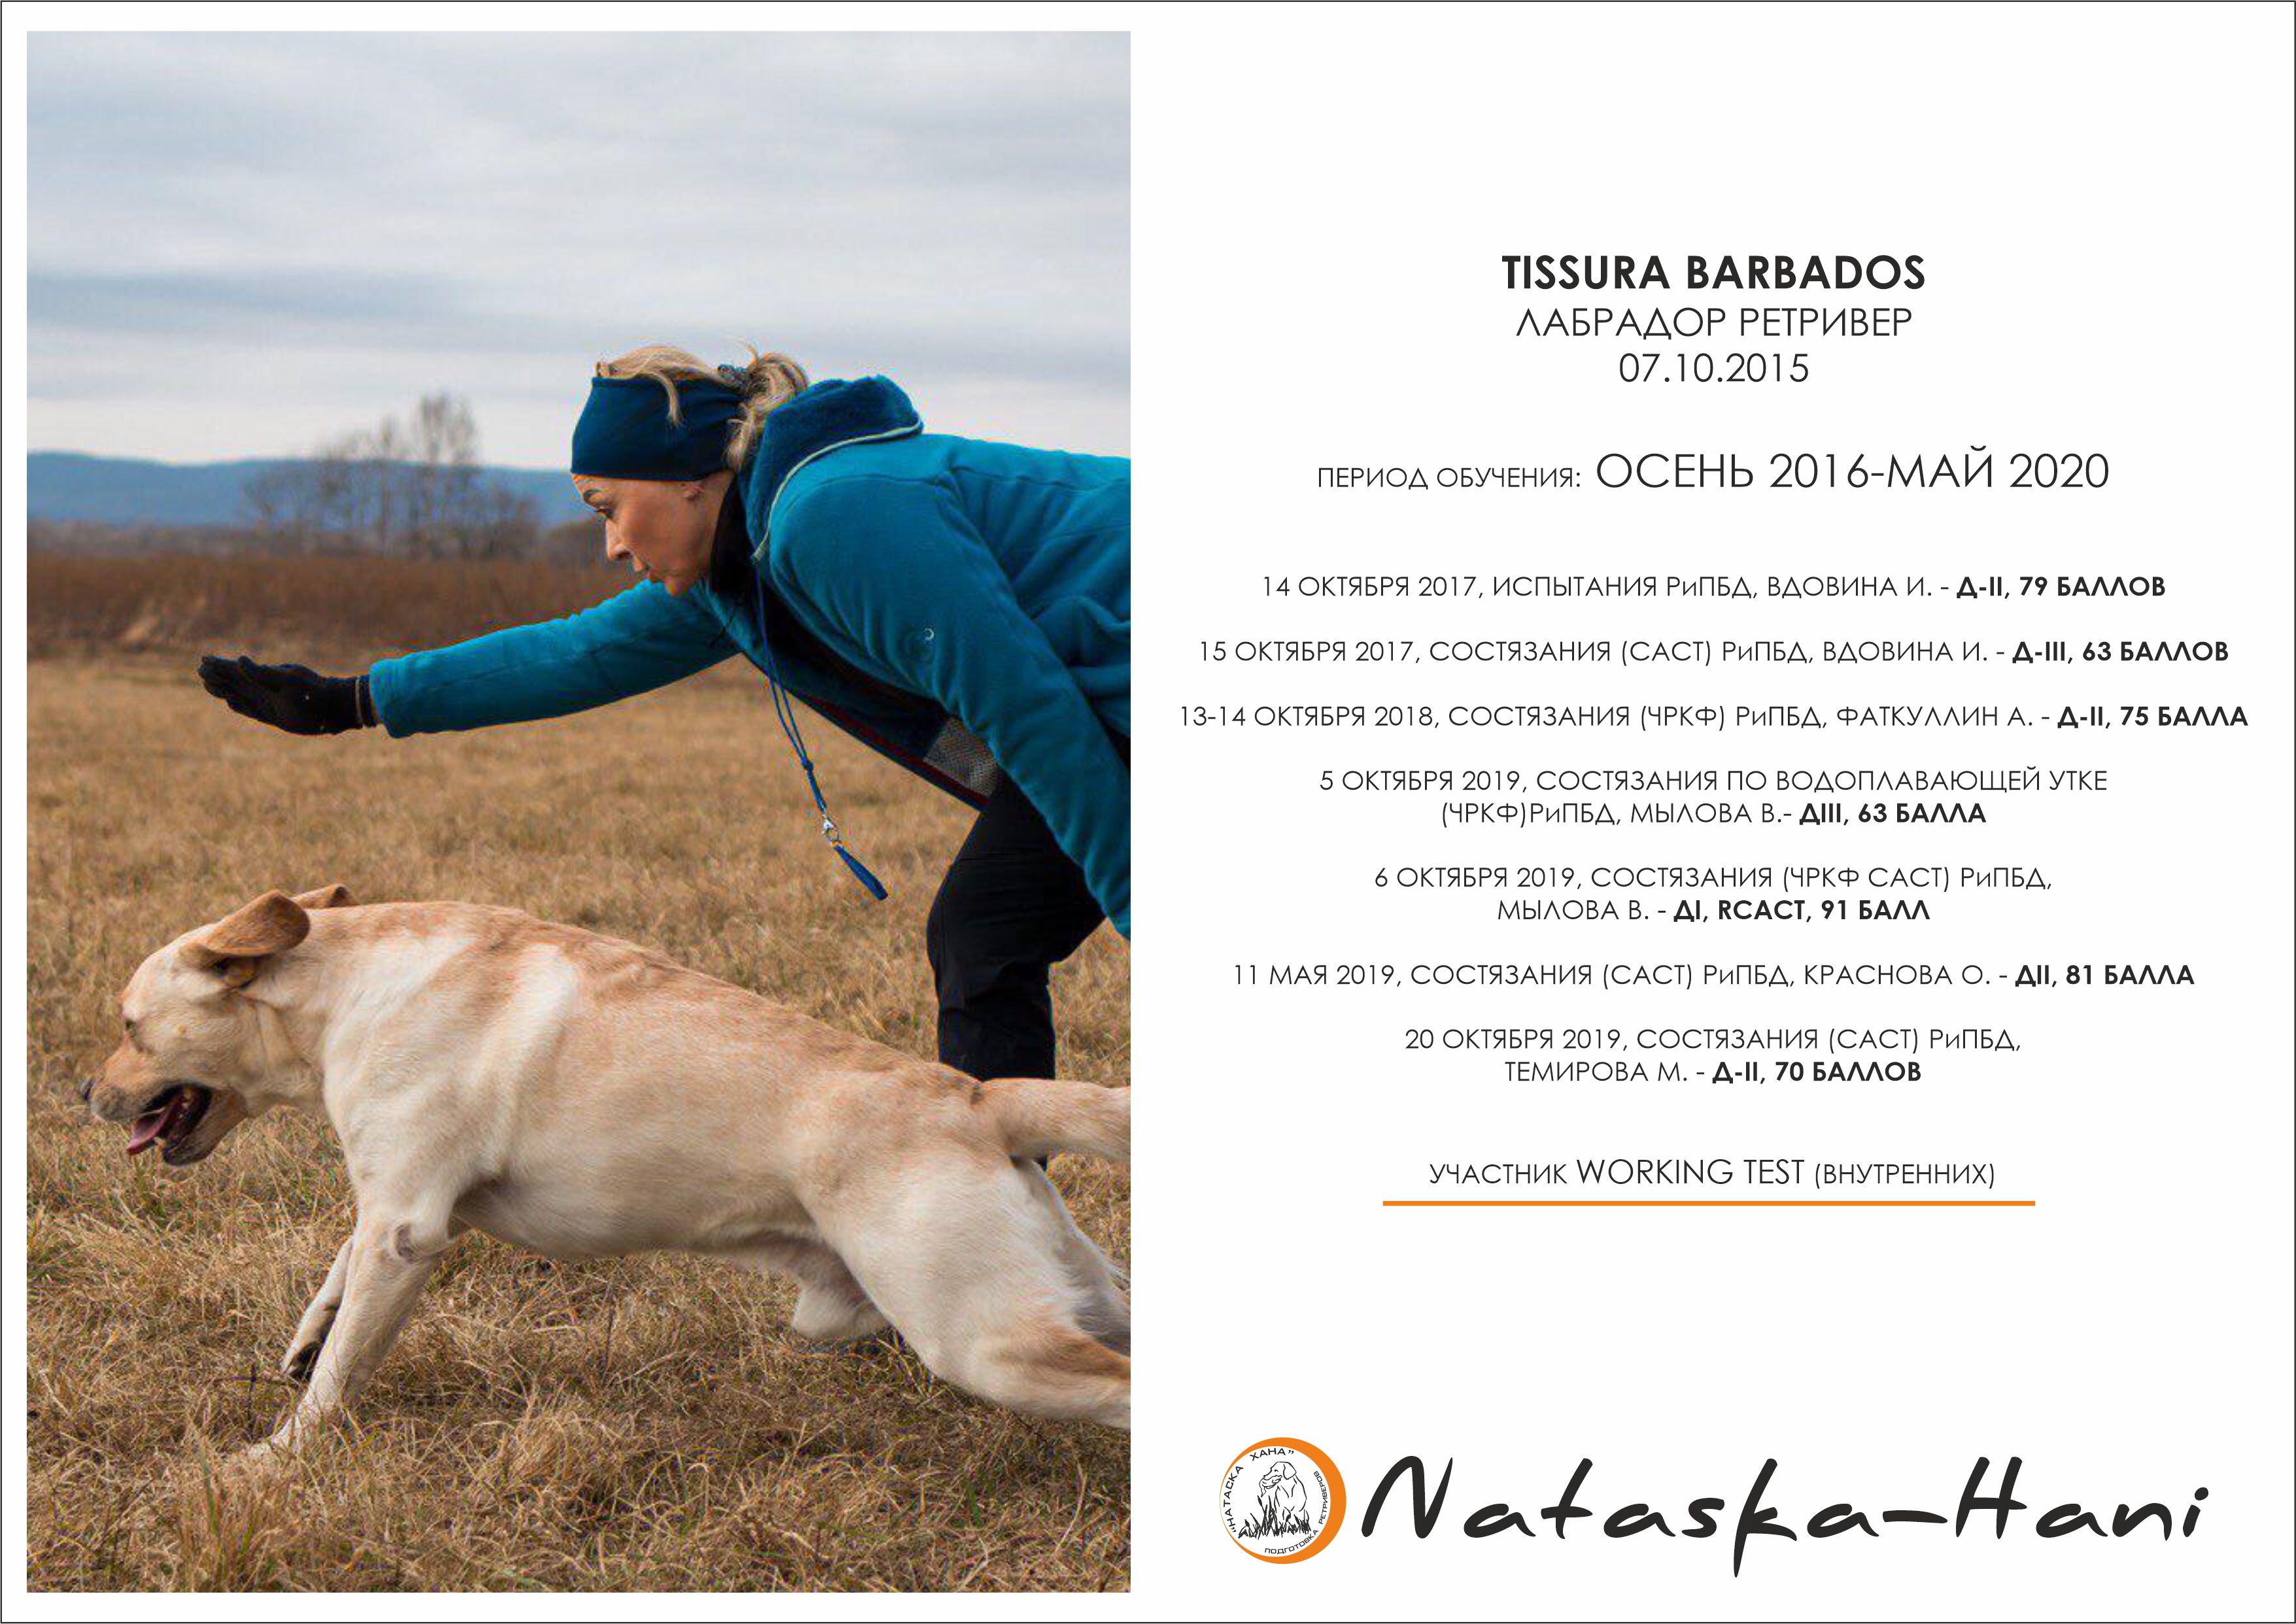 TISSURA BARBADOS
ЛАБРАДОР РЕТРИВЕР
07.10.2015
ПЕРИОД ОБУЧЕНИЯ: ОСЕНЬ 2016-МАЙ 2020
14 ОКТЯБРЯ 2017, ИСПЫТАНИЯ РиПБД, ВДОВИНА И. - Д-II, 79 БАЛЛОВ
15 ОКТЯБРЯ 2017, СОСТЯЗАНИЯ (САСТ) РиПБД, ВДОВИНА И. - Д-III, 63 БАЛЛОВ
13-14 ОКТЯБРЯ 2018, СОСТЯЗАНИЯ (ЧРКФ) РиПБД, ФАТКУЛЛИН А. - Д-II, 75 БАЛЛА
5 ОКТЯБРЯ 2019, СОСТЯЗАНИЯ ПО ВОДОПЛАВАЮЩЕЙ УТКЕ
(ЧРКФ)РиПБД, МЫЛОВА В.- ДIII, 63 БАЛЛА
6 ОКТЯБРЯ 2019, СОСТЯЗАНИЯ (ЧРКФ САСТ) РиПБД,
МЫЛОВА В. - ДI, RCACT, 91 БАЛЛ
11 МАЯ 2019, СОСТЯЗАНИЯ (САСТ) РиПБД, КРАСНОВА О. - ДII, 81 БАЛЛА
20 ОКТЯБРЯ 2019, СОСТЯЗАНИЯ (САСТ) РиПБД,
ТЕМИРОВА М. - Д-II, 70 БАЛЛОВ
УЧАСТНИК WORKING TEST (ВНУТРЕННИХ)
"НАТАСКА ХАНА"
ПОДГОТОВКА РЕТРИВЕРОВ
Nataska-Hani